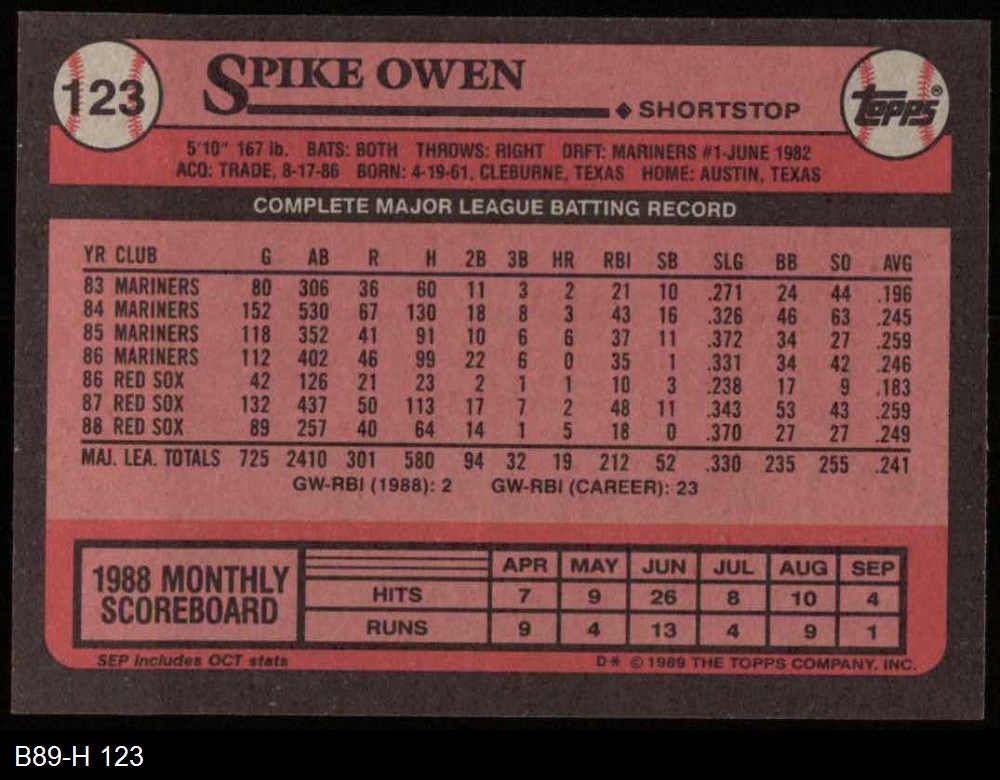 123
SPIKE OWEN
◆ SHORTSTOP
TOPPS®
5'10" 167 lb. BATS: BOTH THROWS: RIGHT DRFT: MARINERS #1-JUNE 1982
ACQ: TRADE, 8-17-86 BORN: 4-19-61, CLEBURNE, TEXAS HOME: AUSTIN, TEXAS
COMPLETE MAJOR LEAGUE BATTING RECORD
YR CLUB G AB R H 2B 3B HR RBI SB SLG BB SO AVG
83 MARINERS 80 306 36 60 11 3 2 21 10 .271 24 44 .196
84 MARINERS 152 530 67 130 18 8 3 43 16 .326 46 63 .245
85 MARINERS 118 352 41 91 10 6 6 37 11 .372 34 27 .259
86 MARINERS 112 402 46 99 22 6 0 35 1 .331 34 42 .246
86 RED SOX 42 126 21 23 2 1 1 10 3 .238 17 9 .183
87 RED SOX 132 437 50 113 17 7 2 48 11 .343 53 43 .259
88 RED SOX 89 257 40 64 14 1 5 18 0 .370 27 27 .249
MAJ. LEA. TOTALS 725 2410 301 580 94 32 19 212 52 .330 235 255 .241
GW-RBI (1988): 2 GW-RBI (CAREER): 23
1988 MONTHLY
SCOREBOARD
APR MAY JUN JUL AUG SEP
HITS 7 9 26 8 10 4
RUNS 9 4 13 4 9 1
SEP includes OCT stats
D* © 1989 THE TOPPS COMPANY, INC.
B89-H 123